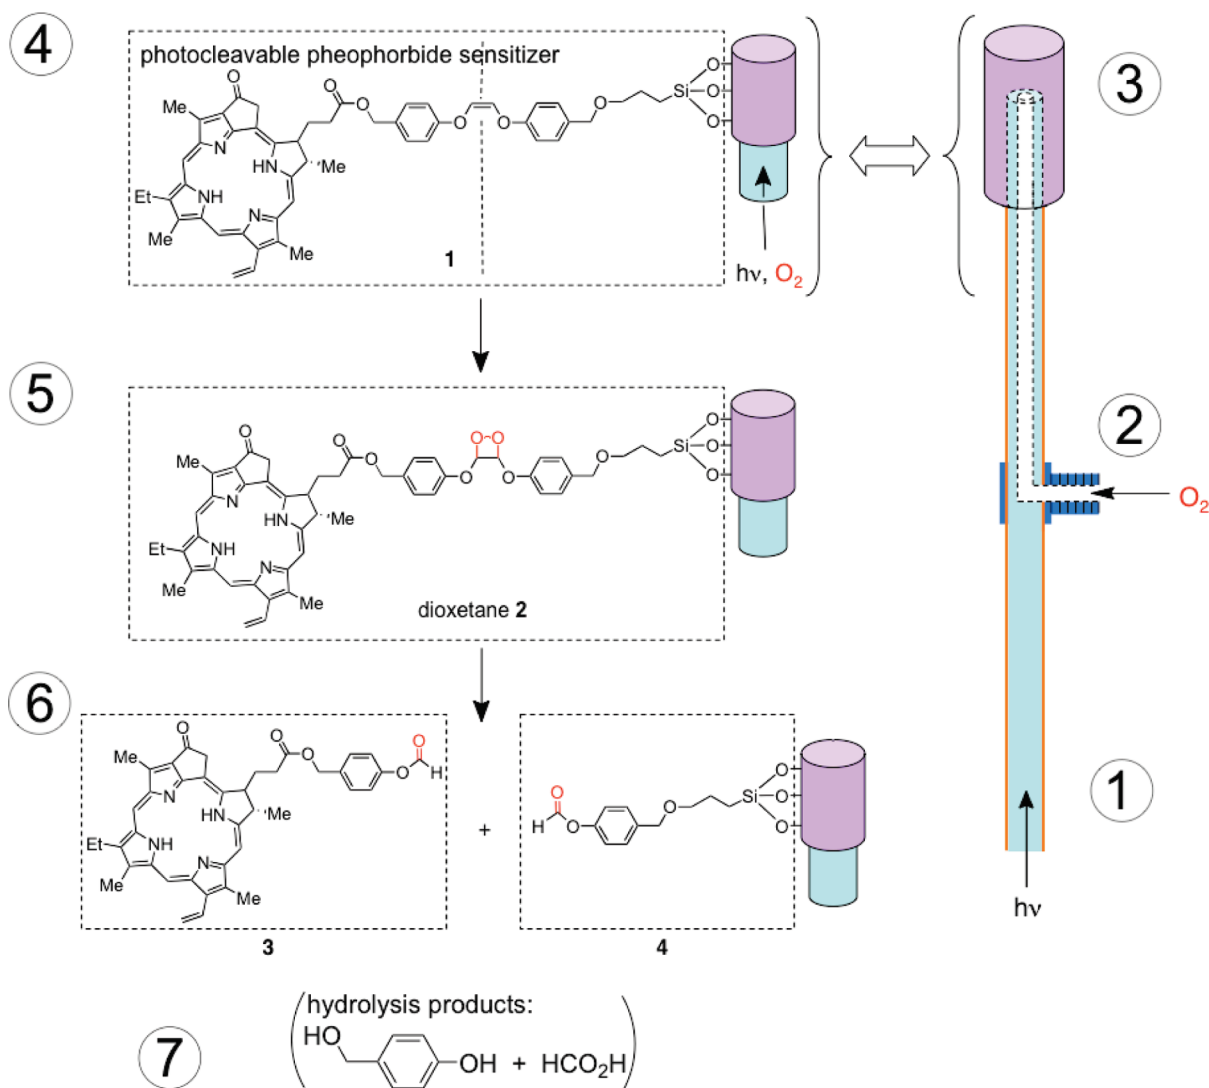 4
photocleavable pheophorbide sensitizer
O
Me
O
O
O
O
O
Si
O
O
O
N
HN
Me
NH
N
Et
Me
Me
1
hν, O2
3
5
O
Me
O
O
O-O
O
O
O
Si
O
O
O
N
HN
Me
NH
N
Et
Me
Me
dioxetane 2
2
O2
6
O
Me
O
O
O
O
H
N
HN
Me
NH
N
Et
Me
Me
3
+
O
H
O
O
Si
O
O
O
4
1
hν
7
hydrolysis products:
HO
OH + HCO2H